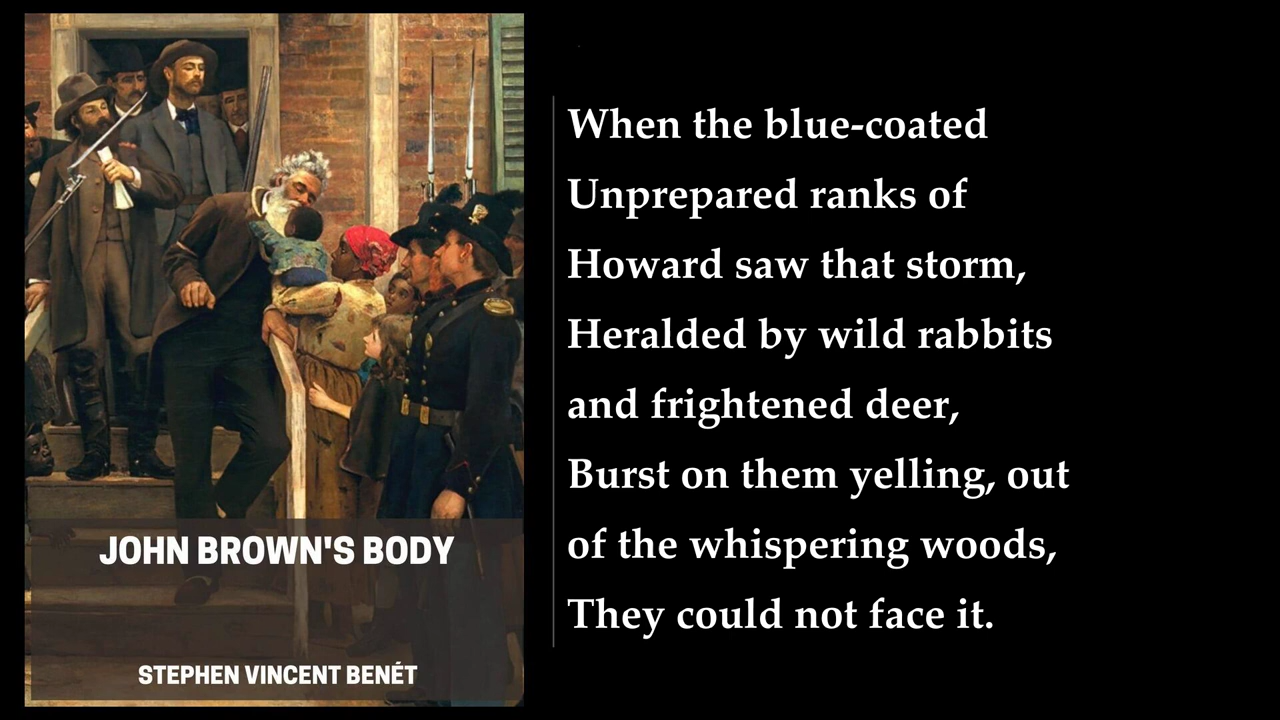 JOHN BROWN'S BODY
STEPHEN VINCENT BENÉT
When the blue-coated
Unprepared ranks of
Howard saw that storm,
Heralded by wild rabbits
and frightened deer,
Burst on them yelling, out
of the whispering woods,
They could not face it.